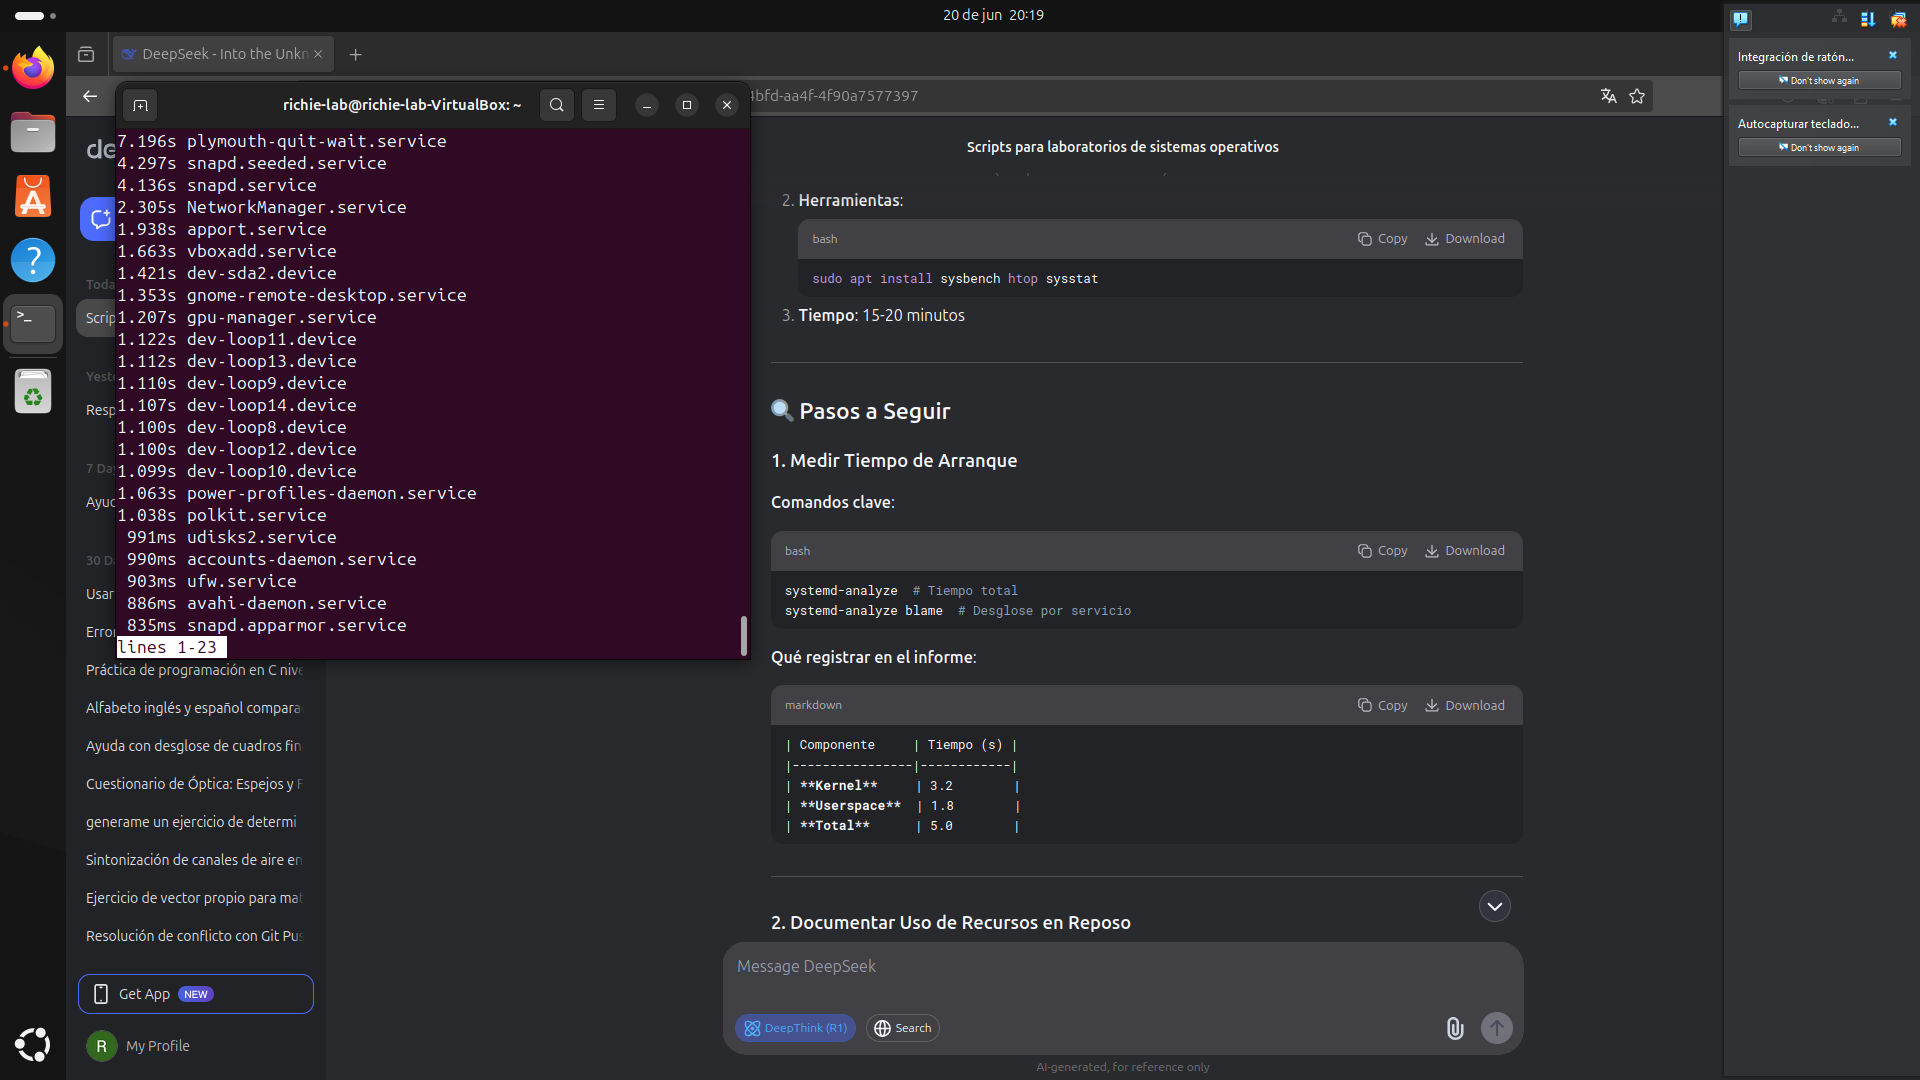 20 de jun 20:19
DeepSeek - Into the Unkn
4bfd-aa4f-4f90a7577397
richie-lab@richie-lab-VirtualBox: ~
7.196s plymouth-quit-wait.service
4.297s snapd.seeded.service
4.136s snapd.service
2.305s NetworkManager.service
1.938s apport.service
1.663s vboxadd.service
1.421s dev-sda2.device
1.353s gnome-remote-desktop.service
1.207s gpu-manager.service
1.122s dev-loop11.device
1.112s dev-loop13.device
1.110s dev-loop9.device
1.107s dev-loop14.device
1.100s dev-loop8.device
1.100s dev-loop12.device
1.099s dev-loop10.device
1.063s power-profiles-daemon.service
1.038s polkit.service
991ms udisks2.service
990ms accounts-daemon.service
903ms ufw.service
886ms avahi-daemon.service
835ms snapd.apparmor.service
lines 1-23
de
Toda
Scrip
Yest
Resp
7 Da
Ayud
30 D
Usar
Erro
Práctica de programación en C nive
Alfabeto inglés y español compara
Ayuda con desglose de cuadros fin
Cuestionario de Óptica: Espejos y F
generame un ejercicio de determi
Sintonización de canales de aire en
Ejercicio de vector propio para mat
Resolución de conflicto con Git Pus
Get App NEW
R My Profile
Scripts para laboratorios de sistemas operativos
2. Herramientas:
bash Copy Download
sudo apt install sysbench htop sysstat
3. Tiempo: 15-20 minutos
Pasos a Seguir
1. Medir Tiempo de Arranque
Comandos clave:
bash Copy Download
systemd-analyze # Tiempo total
systemd-analyze blame # Desglose por servicio
Qué registrar en el informe:
markdown Copy Download
| Componente | Tiempo (s) |
|----------------|------------|
| **Kernel** | 3.2 |
| **Userspace** | 1.8 |
| **Total** | 5.0 |
2. Documentar Uso de Recursos en Reposo
Message DeepSeek
DeepThink (R1) Search
AI-generated, for reference only
Integración de ratón...
Don't show again
Autocapturar teclado...
Don't show again